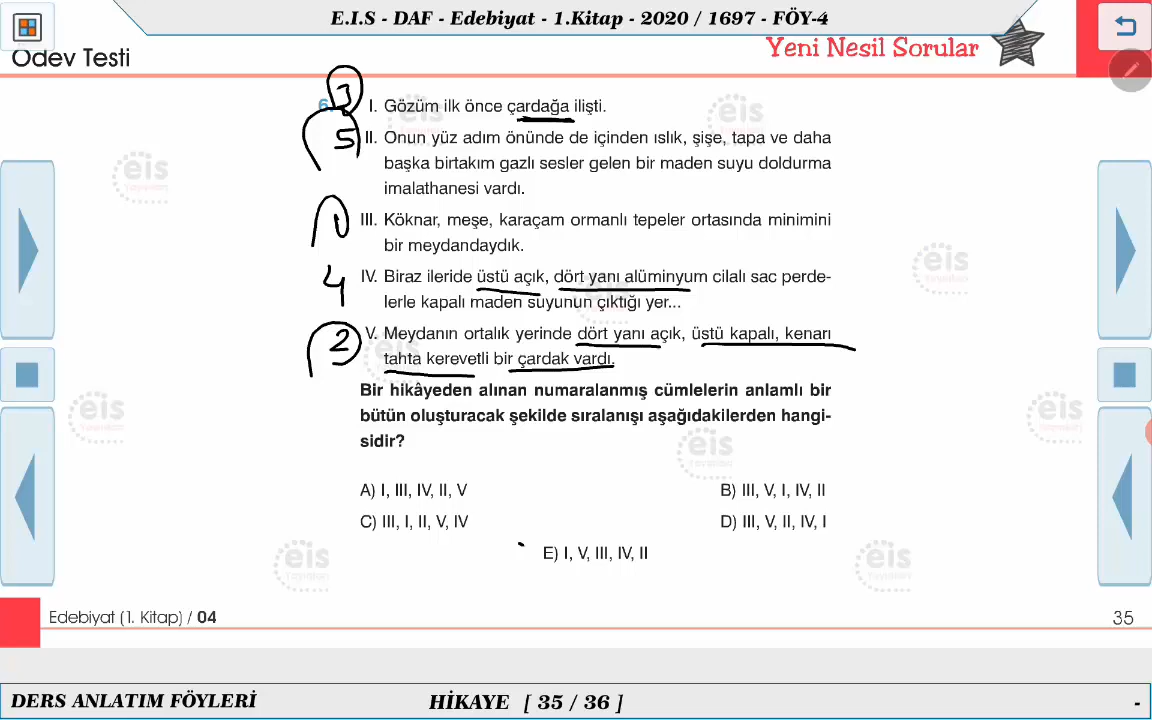 E.I.S - DAF - Edebiyat - 1.Kitap - 2020 / 1697 - FÖY-4
Ödev Testi
Yeni Nesil Sorular
6. 3 I. Gözüm ilk önce çardağa ilişti.
5 II. Onun yüz adım önünde de içinden ıslık, şişe, tapa ve daha
başka birtakım gazlı sesler gelen bir maden suyu doldurma
imalathanesi vardı.
1 III. Köknar, meşe, karaçam ormanlı tepeler ortasında minimini
bir meydandaydık.
4 IV. Biraz ileride üstü açık, dört yanı alüminyum cilalı sac perde-
lerle kapalı maden suyunun çıktığı yer...
2 V. Meydanın ortalık yerinde dört yanı açık, üstü kapalı, kenarı
tahta kerevetli bir çardak vardı.
Bir hikâyeden alınan numaralanmış cümlelerin anlamlı bir
bütün oluşturacak şekilde sıralanışı aşağıdakilerden hangi-
sidir?
A) I, III, IV, II, V
B) III, V, I, IV, II
C) III, I, II, V, IV
D) III, V, II, IV, I
E) I, V, III, IV, II
Edebiyat (1. Kitap) / 04
35
DERS ANLATIM FÖYLERİ
HİKAYE [ 35 / 36 ]
-
eis
Yayınları